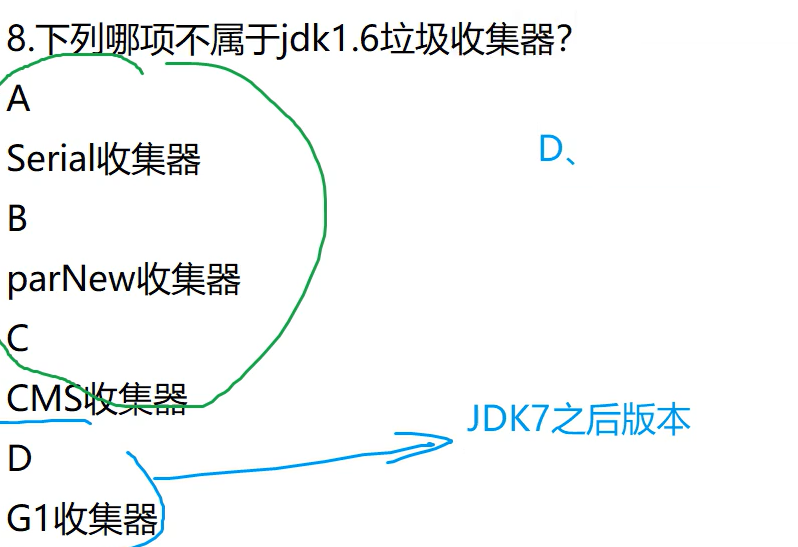 8.下列哪项不属于jdk1.6垃圾收集器？
A
D、
Serial收集器
B
parNew收集器
C
CMS收集器
JDK7之后版本
D
G1收集器